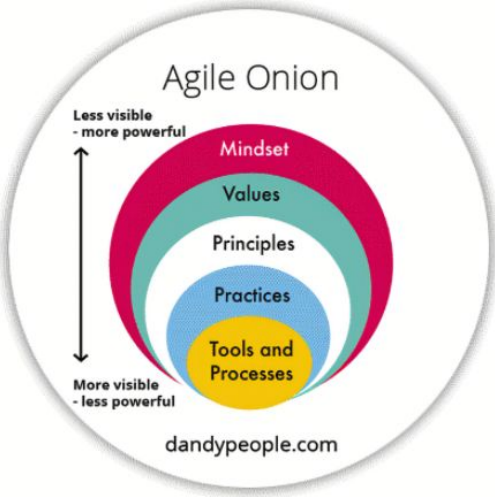 Agile Onion
Less visible
- more powerful
Mindset
Values
Principles
Practices
Tools and
Processes
More visible
- less powerful
dandypeople.com